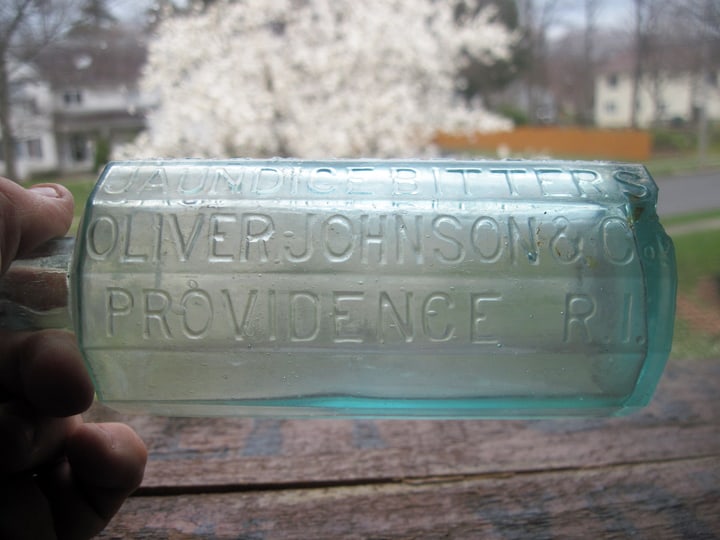 JAUNDICE BITTERS
OLIVER JOHNSON & CO.
PROVIDENCE R.I.